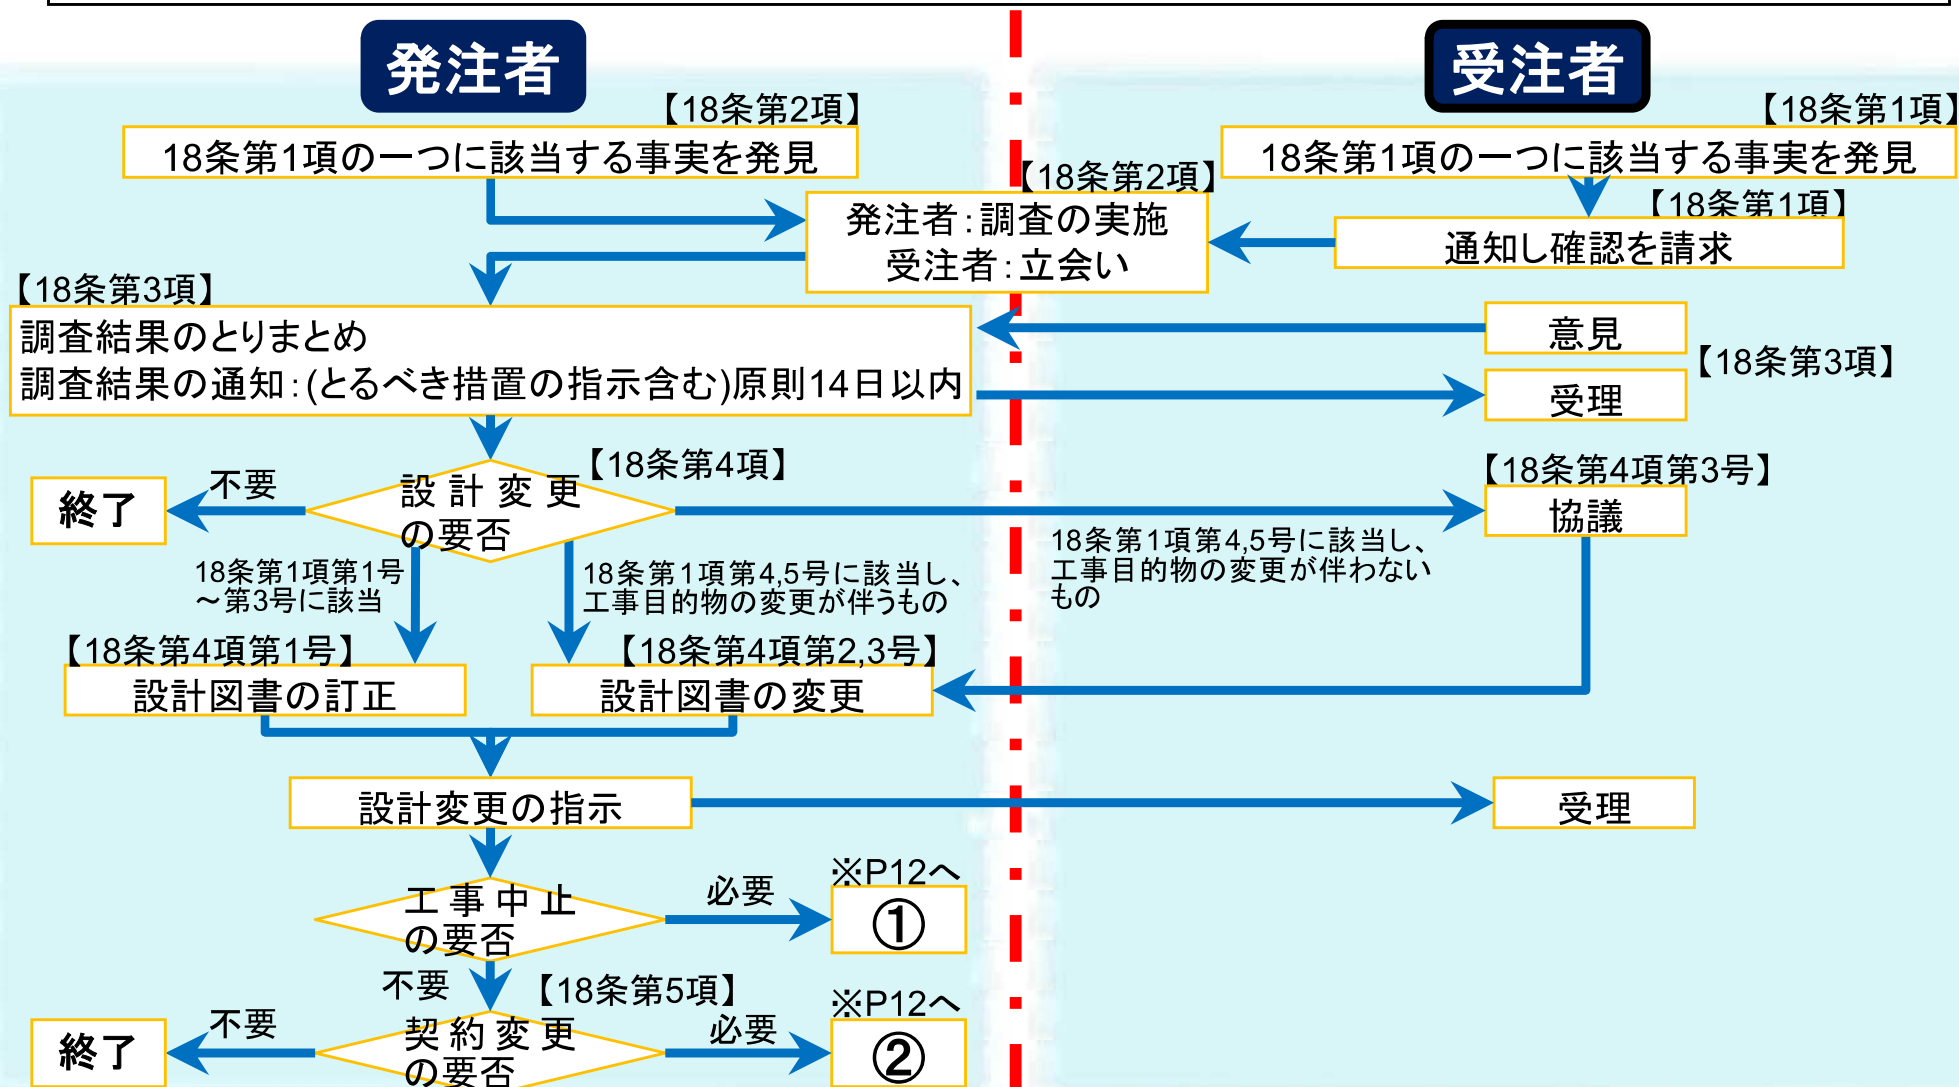 発注者
受注者
【18条第2項】
18条第1項の一つに該当する事実を発見
【18条第1項】
18条第1項の一つに該当する事実を発見
【18条第2項】
発注者：調査の実施
受注者：立会い
【18条第1項】
通知し確認を請求
【18条第3項】
調査結果のとりまとめ
調査結果の通知：(とるべき措置の指示含む)原則14日以内
意見
【18条第3項】
受理
【18条第4項】
設計変更
の要否
不要
終了
【18条第4項第3号】
協議
18条第1項第1号
～第3号に該当
18条第1項第4,5号に該当し、
工事目的物の変更が伴うもの
18条第1項第4,5号に該当し、
工事目的物の変更が伴わない
もの
【18条第4項第1号】
設計図書の訂正
【18条第4項第2,3号】
設計図書の変更
設計変更の指示
受理
工事中止
の要否
必要
※P12へ
①
不要
【18条第5項】
契約変更
の要否
不要
終了
必要
※P12へ
②